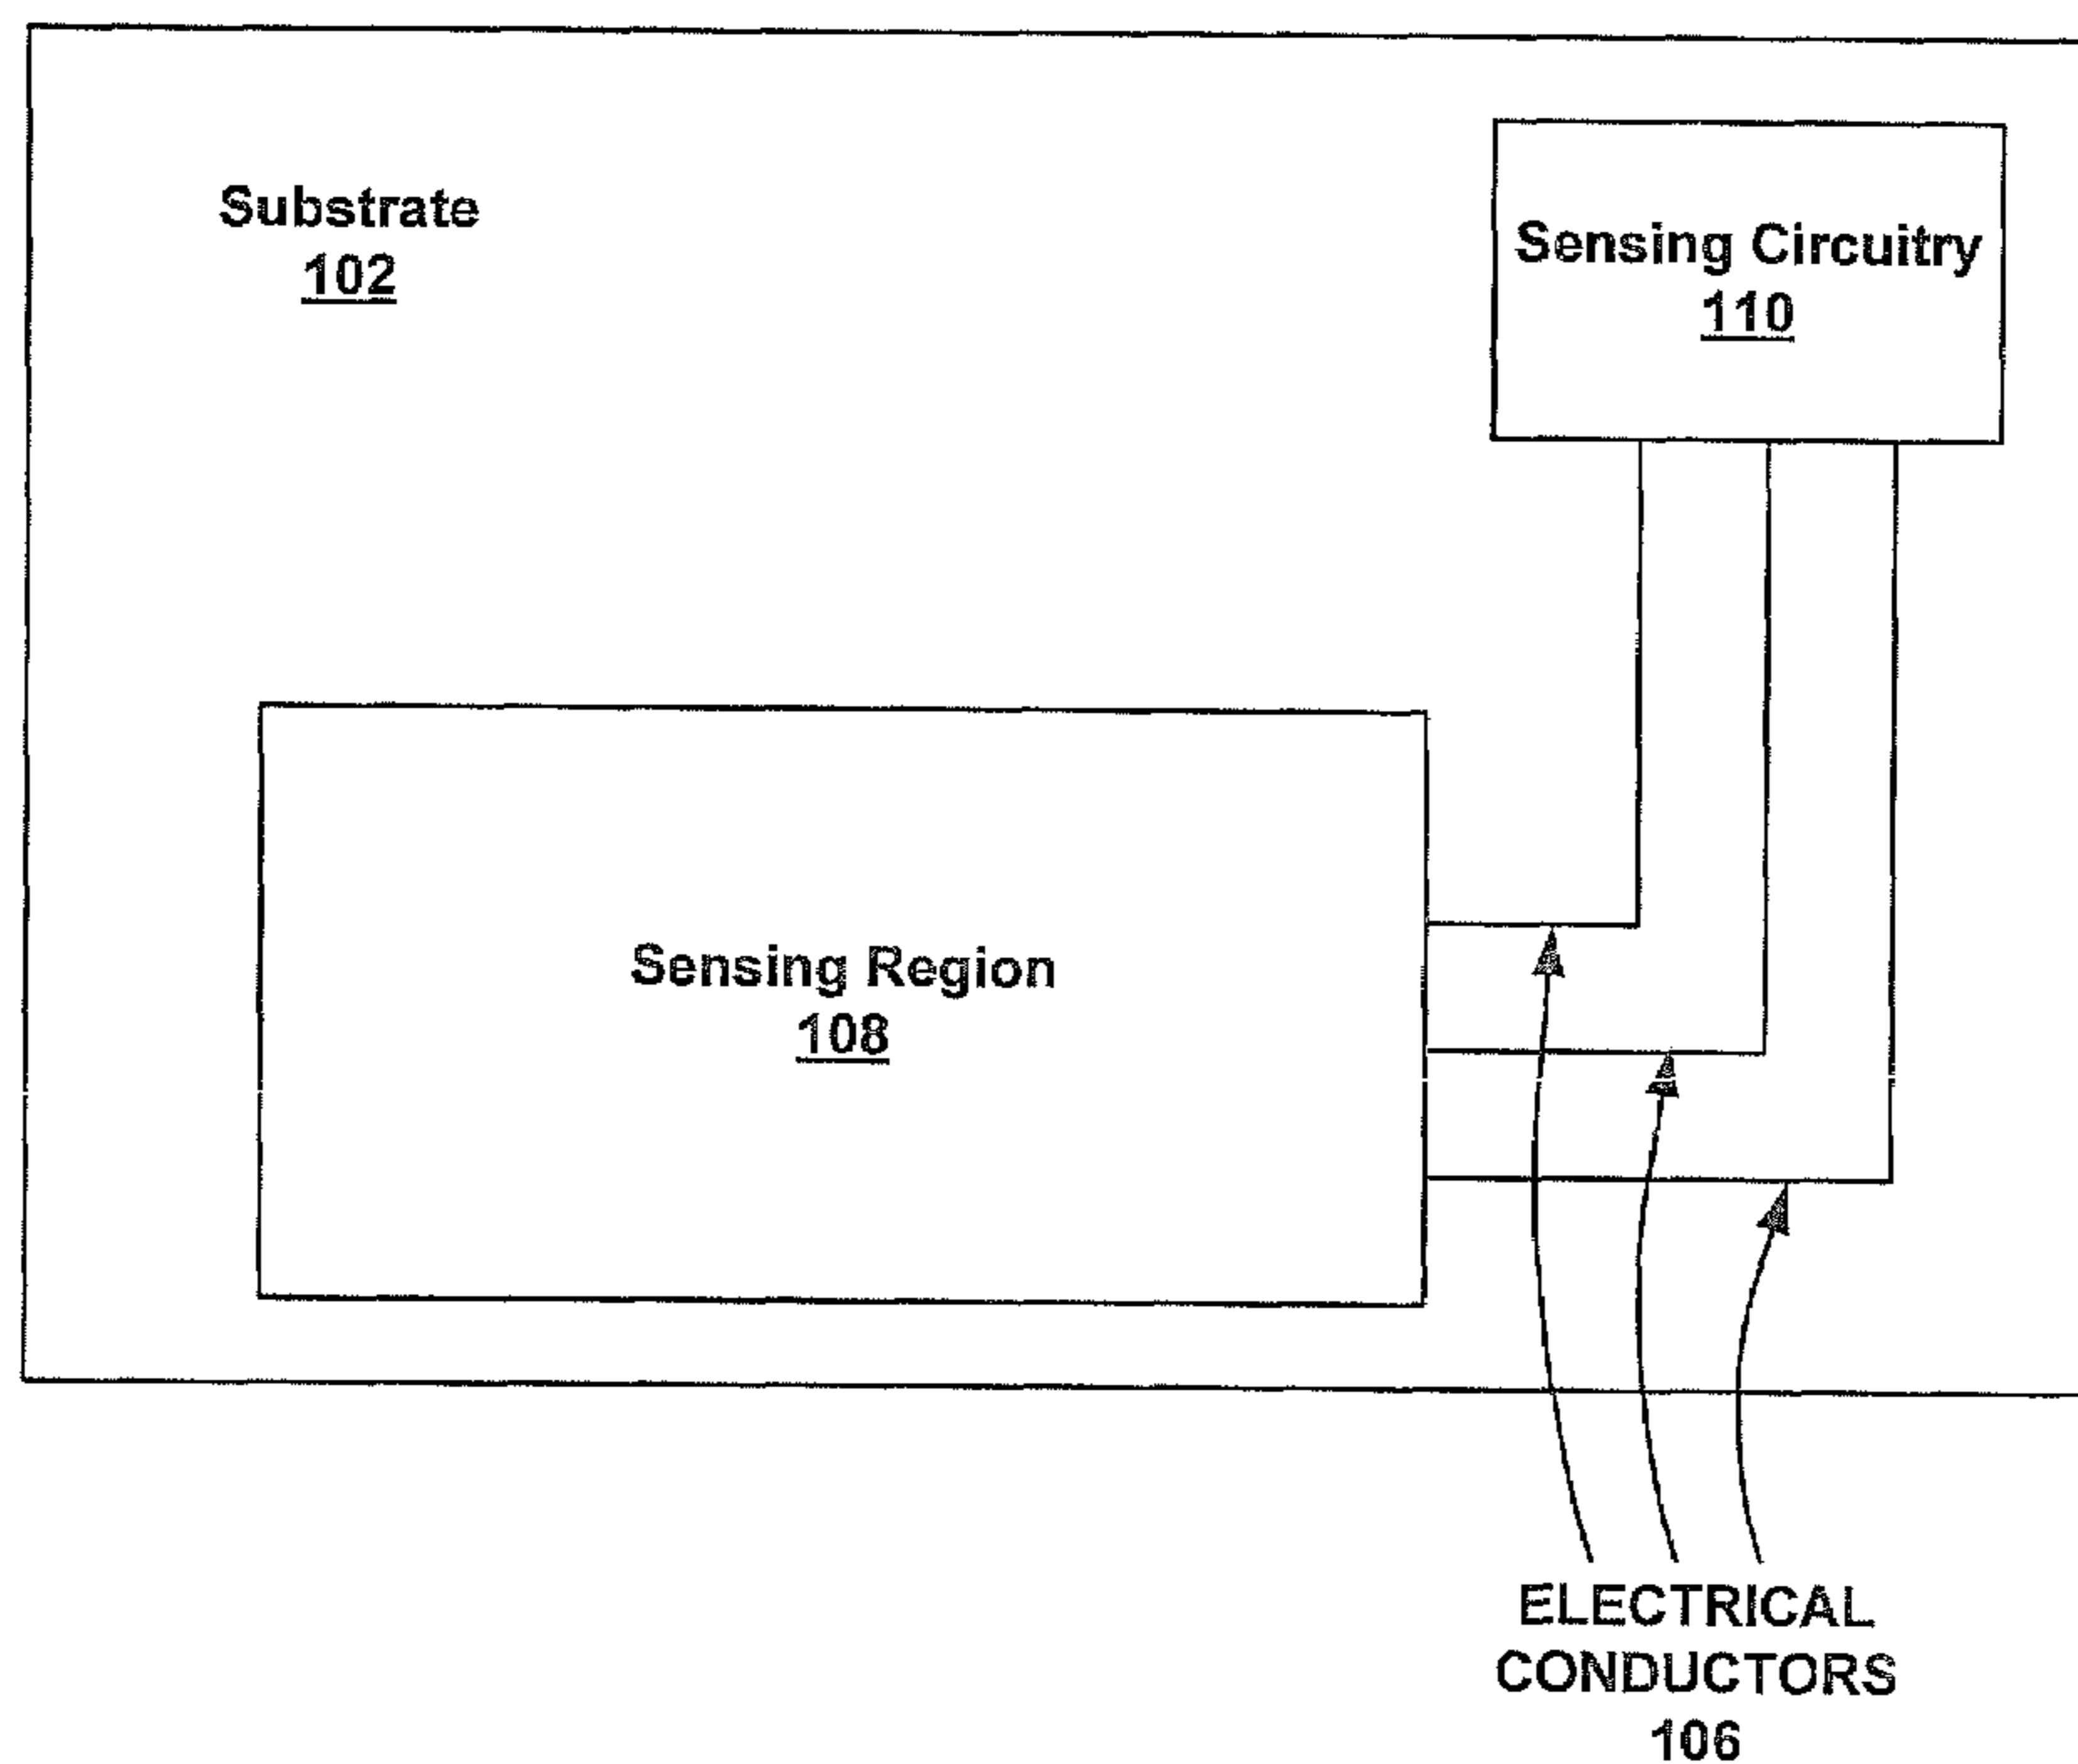 Substrate
102
Sensing Circuitry
110
Sensing Region
108
ELECTRICAL
CONDUCTORS
106